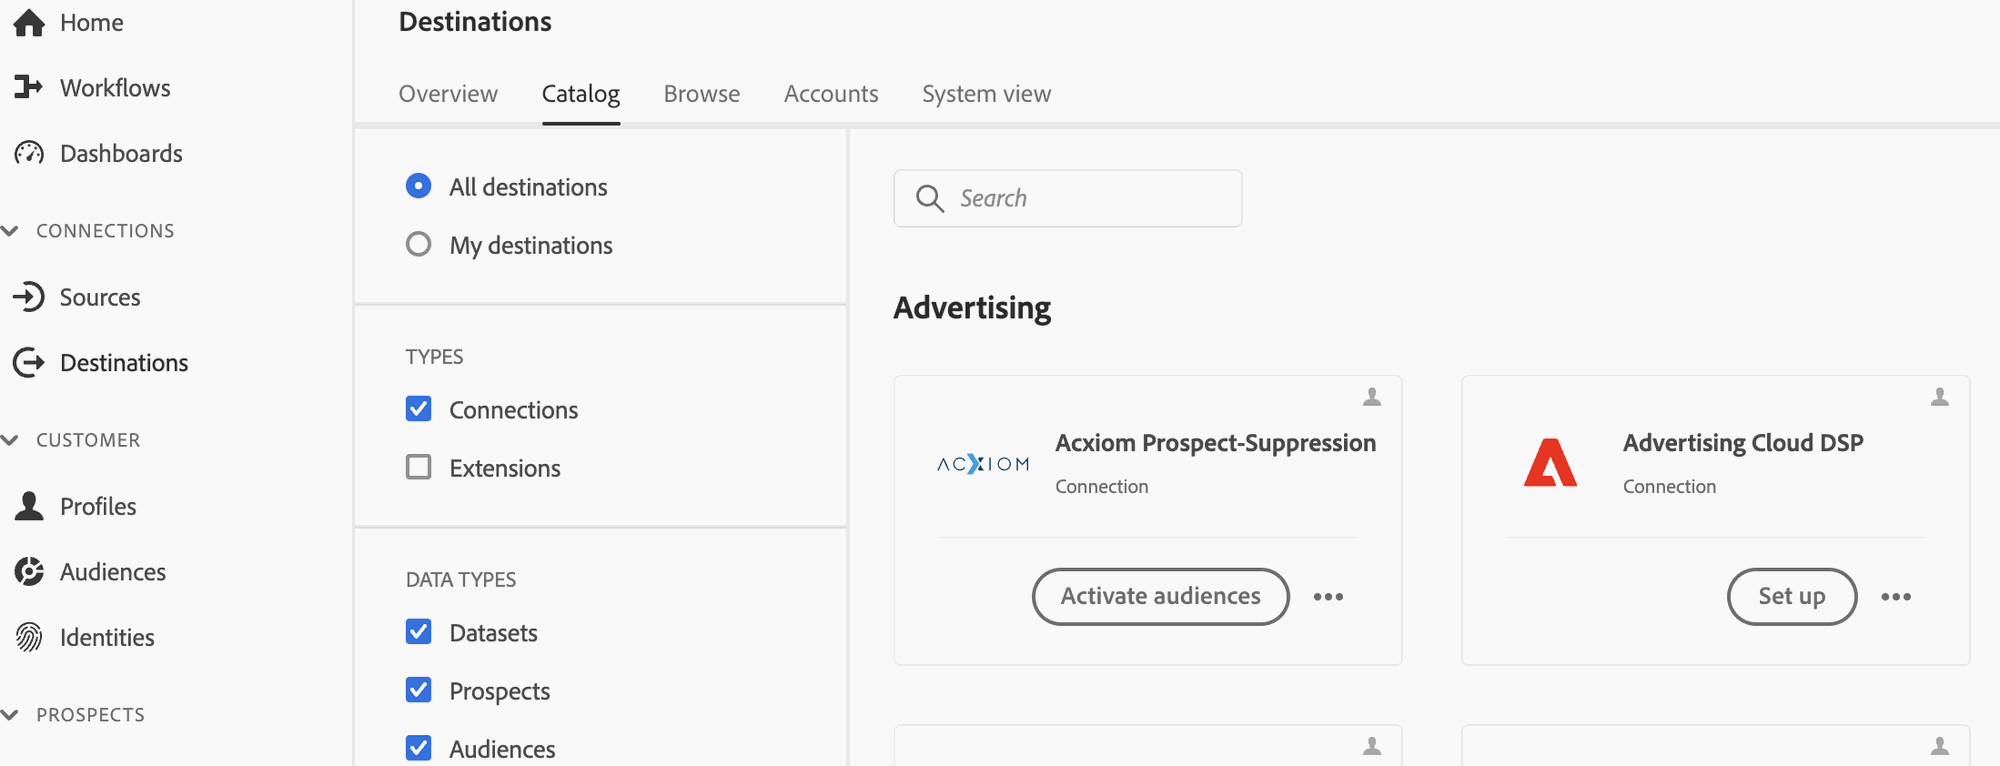 Home
Workflows
Dashboards
CONNECTIONS
Sources
Destinations
CUSTOMER
Profiles
Audiences
Identities
PROSPECTS
Destinations
Overview
Catalog
Browse
Accounts
System view
All destinations
My destinations
TYPES
Connections
Extensions
DATA TYPES
Datasets
Prospects
Audiences
Search
Advertising
ACXIOM
Acxiom Prospect-Suppression
Connection
Activate audiences
Advertising Cloud DSP
Connection
Set up